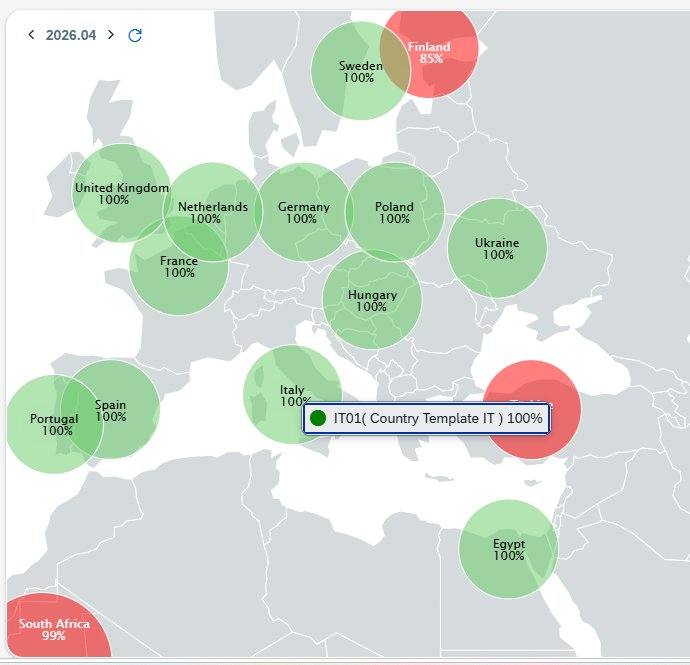 2026.04
Finland
85%
Sweden
100%
United Kingdom
100%
Netherlands
100%
Germany
100%
Poland
100%
Ukraine
100%
France
100%
Hungary
100%
Italy
100%
IT01( Country Template IT ) 100%
Spain
100%
Portugal
100%
Egypt
100%
South Africa
99%